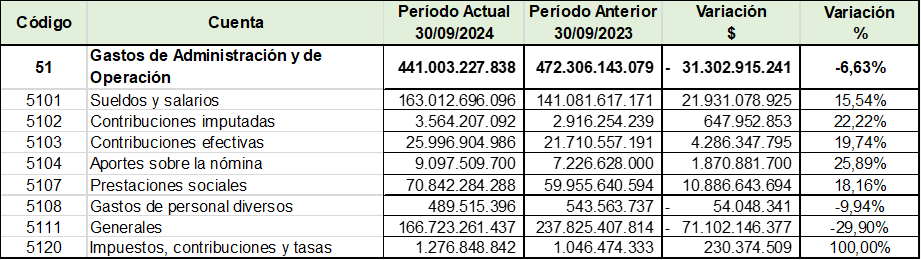 Código Cuenta Período Actual 30/09/2024 Período Anterior 30/09/2023 Variación $ Variación %
51 Gastos de Administración y de Operación 441.003.227.838 472.306.143.079 - 31.302.915.241 -6,63%
5101 Sueldos y salarios 163.012.696.096 141.081.617.171 21.931.078.925 15,54%
5102 Contribuciones imputadas 3.564.207.092 2.916.254.239 647.952.853 22,22%
5103 Contribuciones efectivas 25.996.904.986 21.710.557.191 4.286.347.795 19,74%
5104 Aportes sobre la nómina 9.097.509.700 7.226.628.000 1.870.881.700 25,89%
5107 Prestaciones sociales 70.842.284.288 59.955.640.594 10.886.643.694 18,16%
5108 Gastos de personal diversos 489.515.396 543.563.737 - 54.048.341 -9,94%
5111 Generales 166.723.261.437 237.825.407.814 - 71.102.146.377 -29,90%
5120 Impuestos, contribuciones y tasas 1.276.848.842 1.046.474.333 230.374.509 100,00%